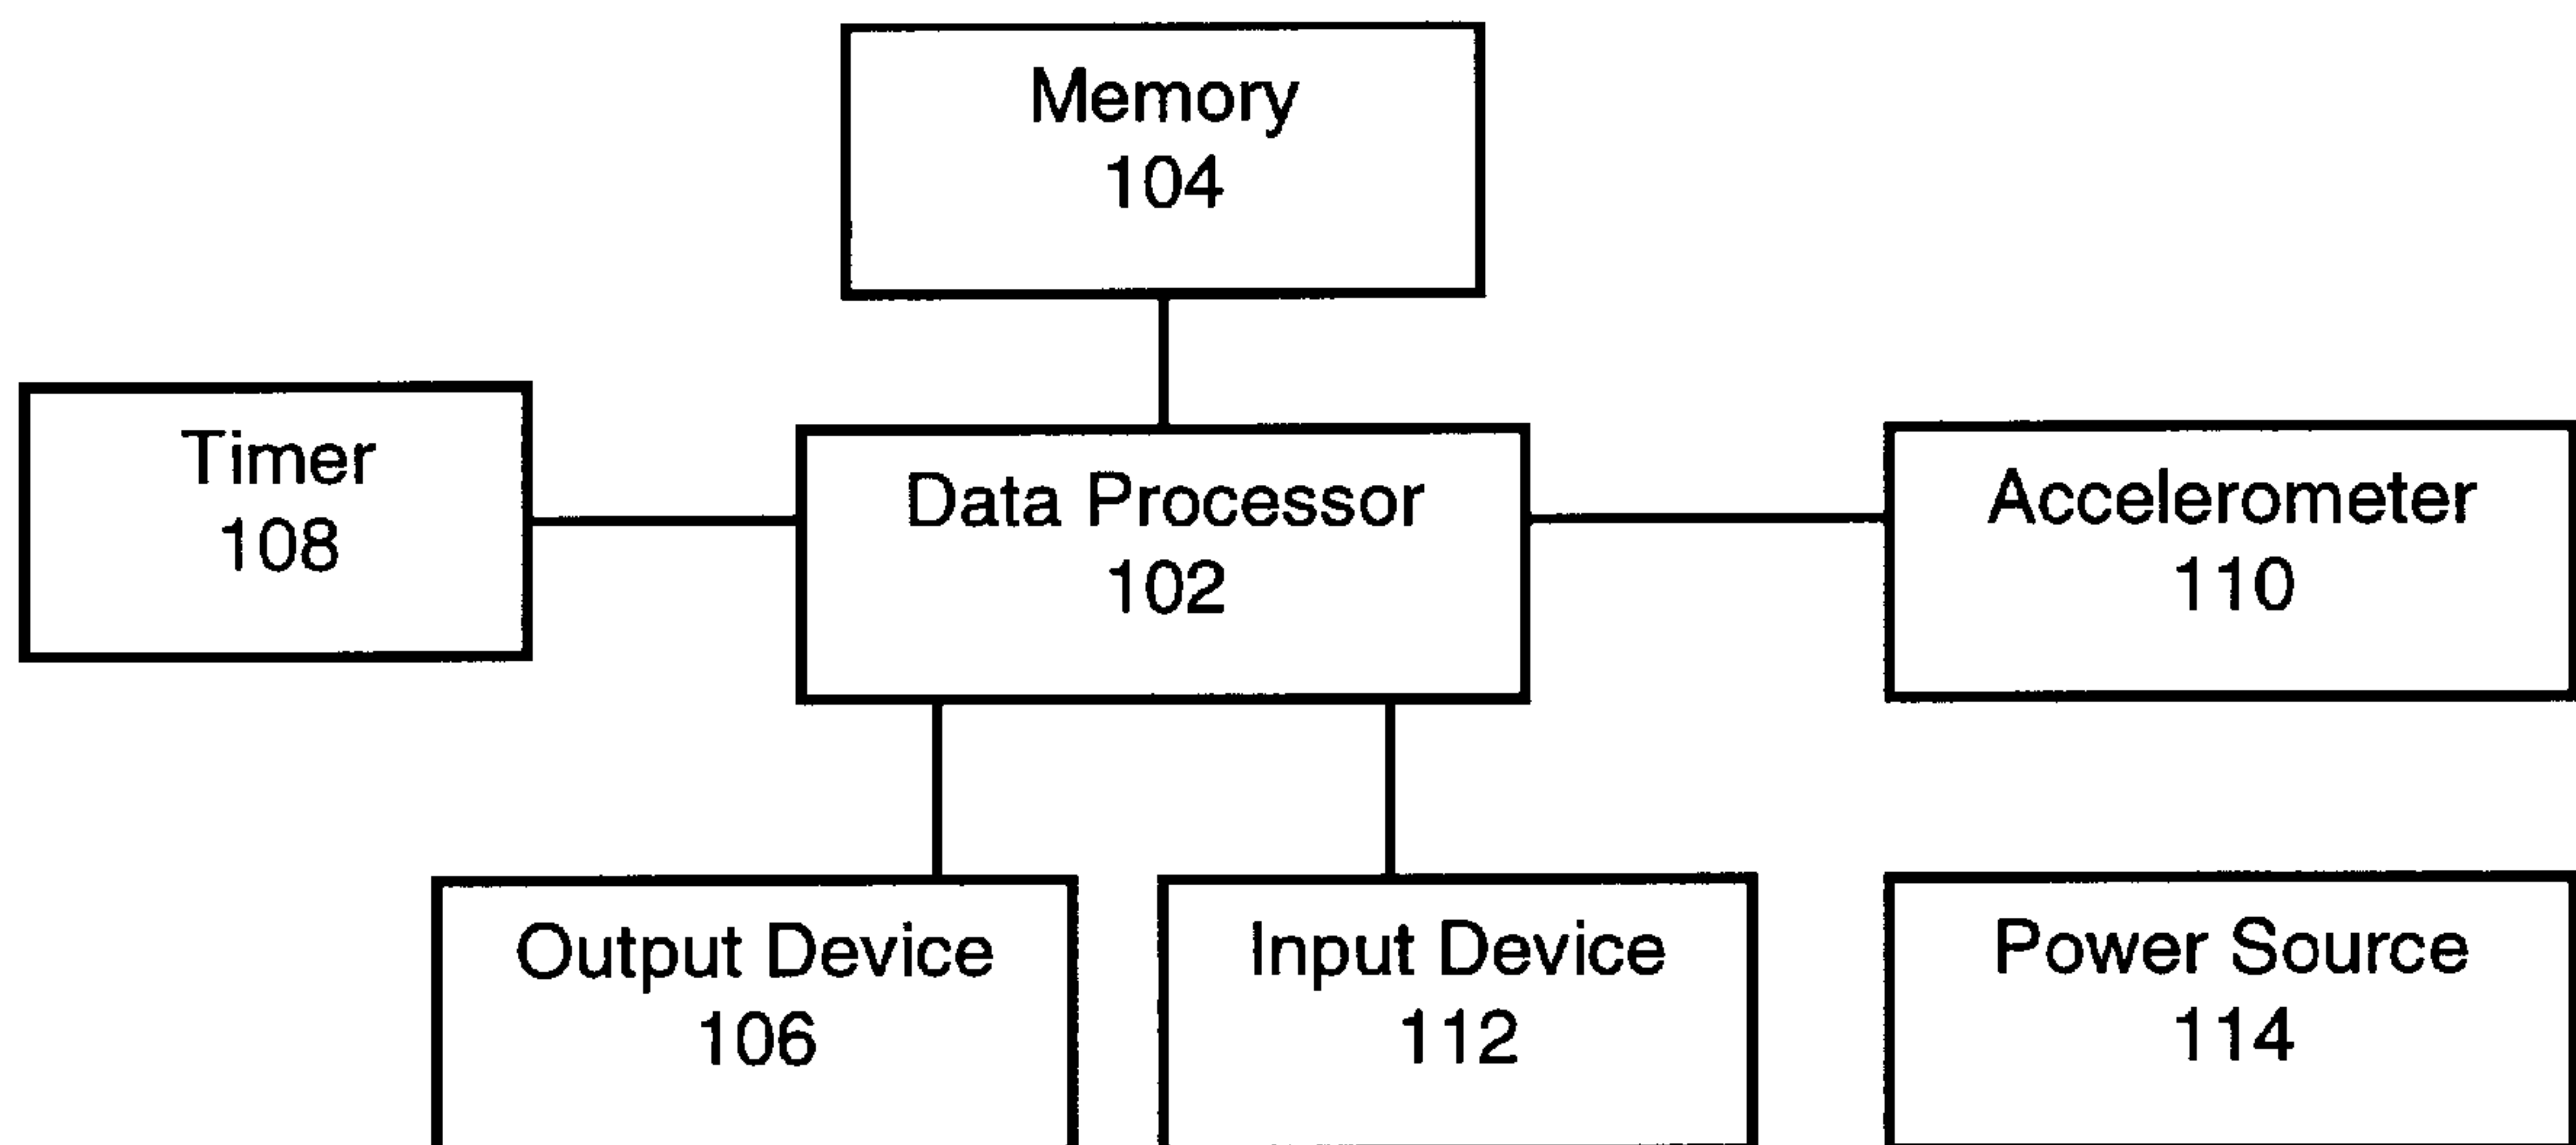 Memory
104
Timer
108
Data Processor
102
Accelerometer
110
Output Device
106
Input Device
112
Power Source
114